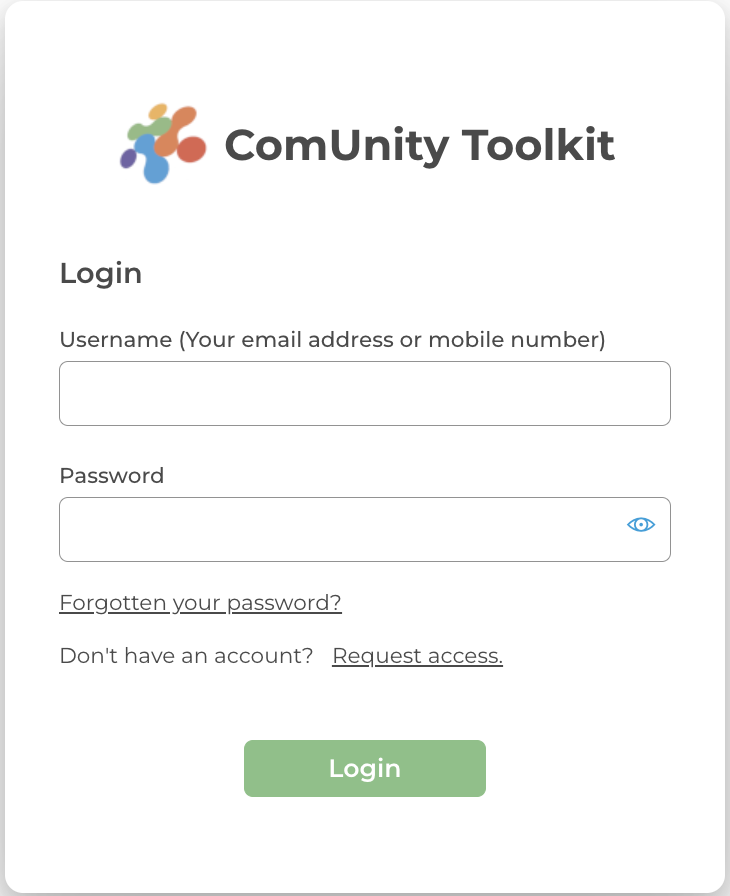 ComUnity Toolkit
Login
Username (Your email address or mobile number)
Password
Forgotten your password?
Don't have an account? Request access.
Login